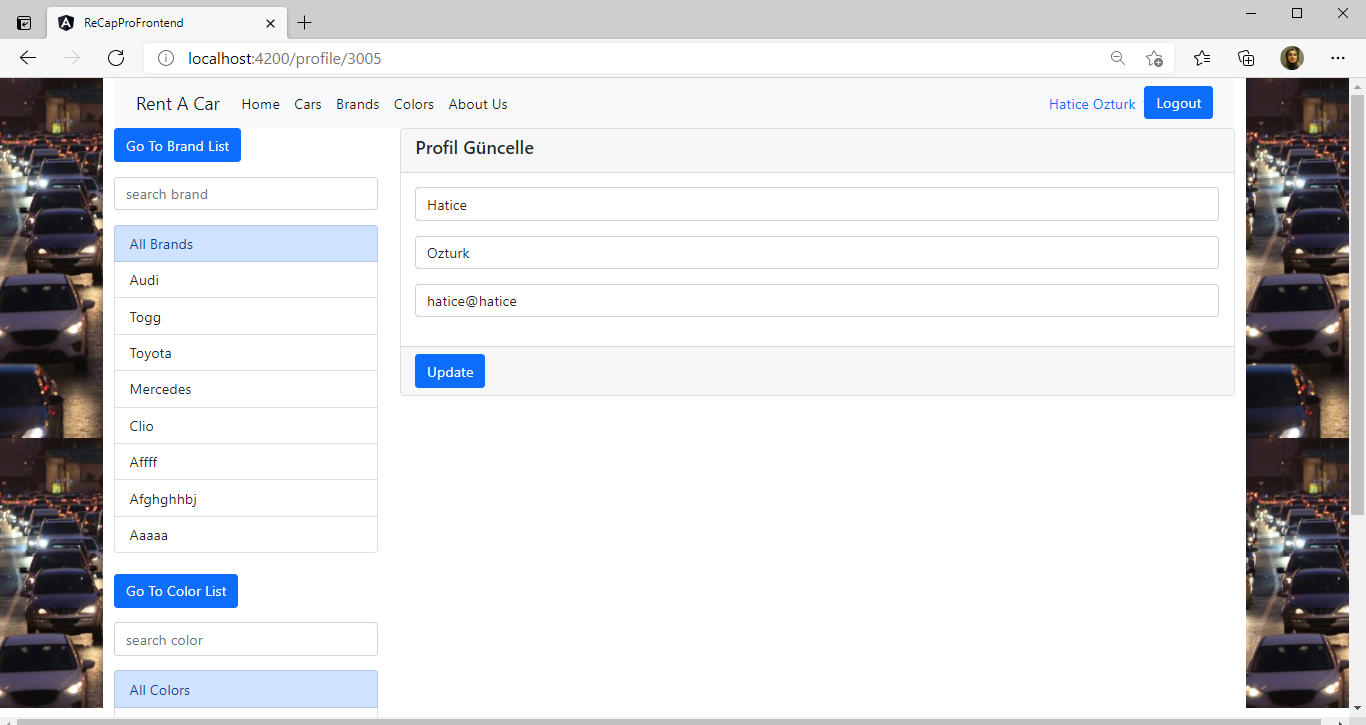 ReCapProFrontend
localhost:4200/profile/3005
Rent A Car Home Cars Brands Colors About Us Hatice Ozturk Logout
Go To Brand List
search brand
All Brands
Audi
Togg
Toyota
Mercedes
Clio
Affff
Afghghhbj
Aaaaa
Go To Color List
search color
All Colors
Profil Güncelle
Hatice
Ozturk
hatice@hatice
Update